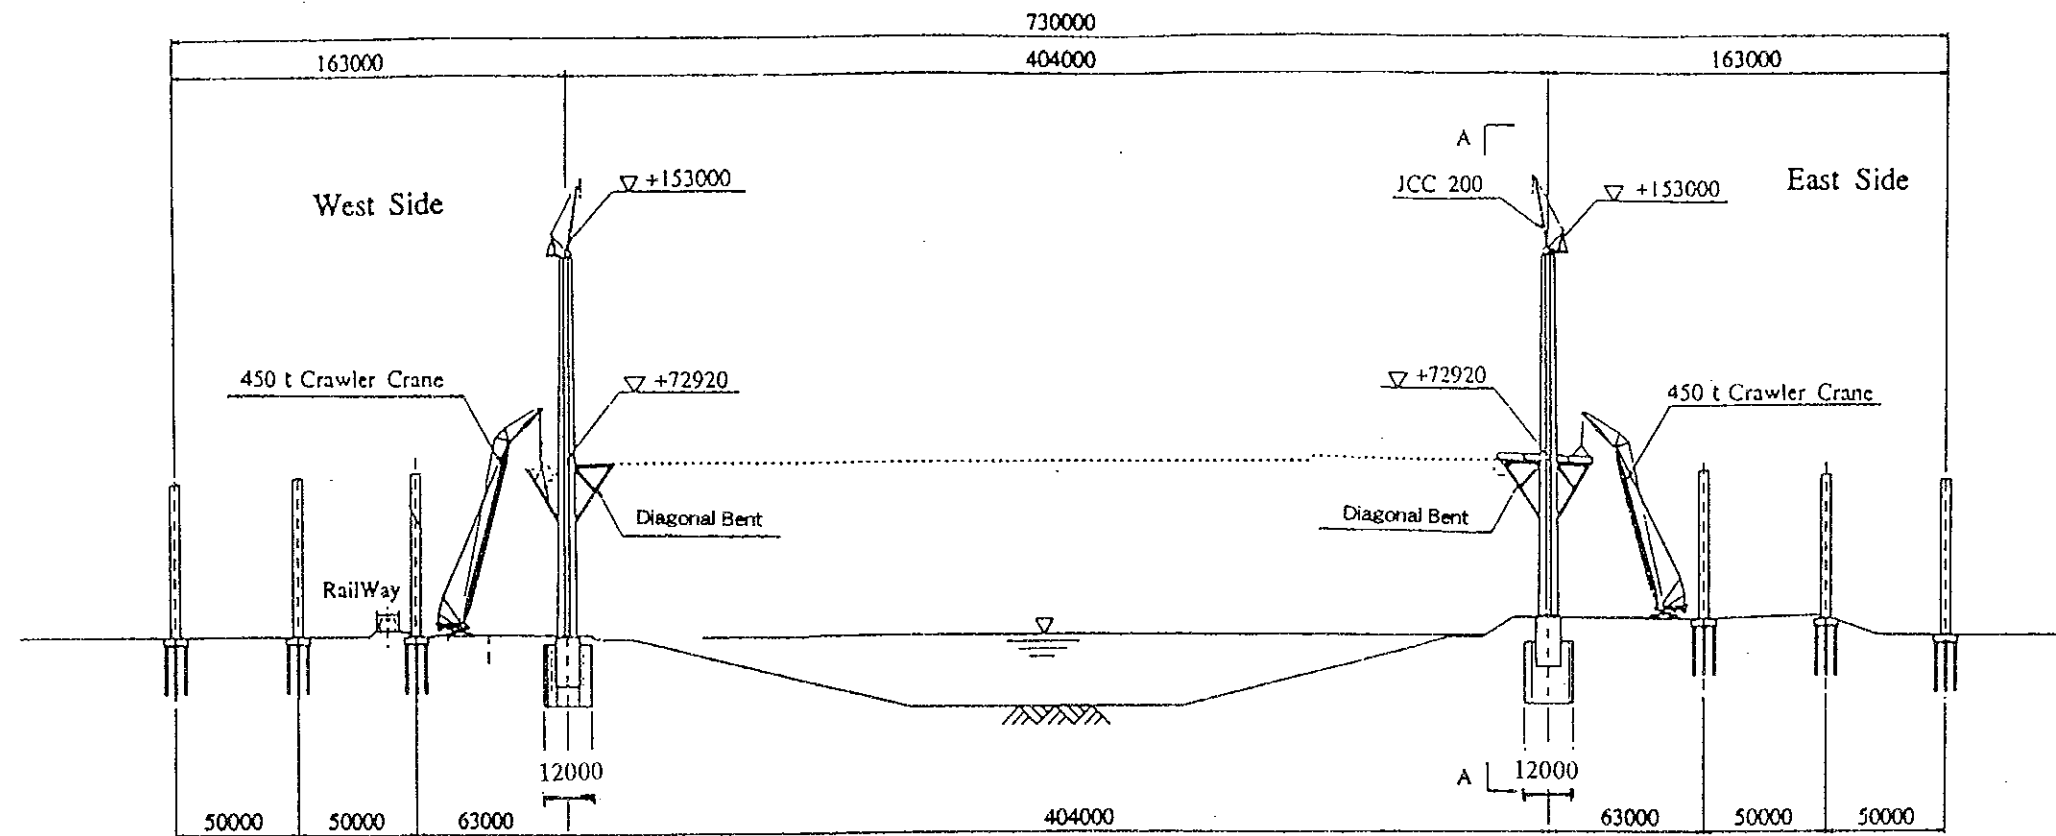 730000
163000
404000
163000
A
West Side
+153000
JCC 200
+153000
East Side
450 t Crawler Crane
+72920
+72920
450 t Crawler Crane
Diagonal Bent
Diagonal Bent
RailWay
12000
A
12000
50000
50000
63000
404000
63000
50000
50000